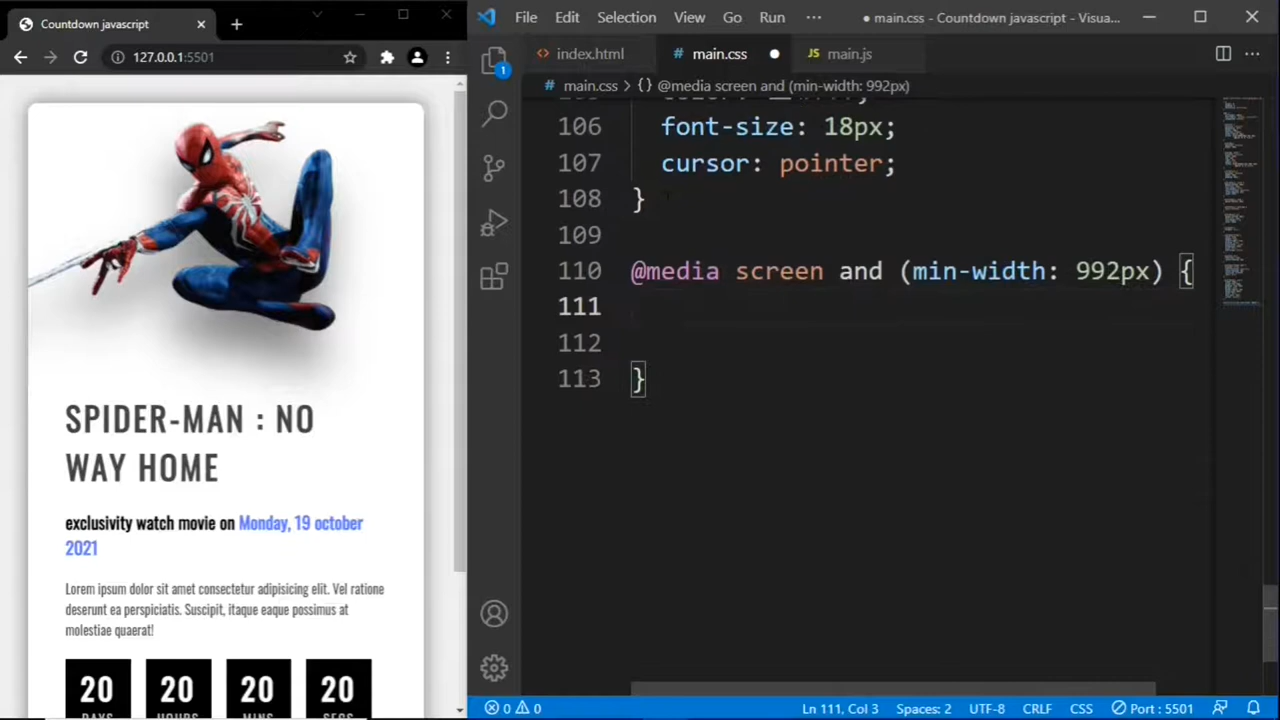 Countdown javascript
127.0.0.1:5501
SPIDER-MAN : NO
WAY HOME
exclusivity watch movie on Monday, 19 october
2021
Lorem ipsum dolor sit amet consectetur adipisicing elit. Vel ratione
deserunt ea perspiciatis. Suscipit, itaque eaque possimus at
molestiae quaerat!
20 20 20 20
DAYS HOURS MINS SECS
File Edit Selection View Go Run ··· ● main.css - Countdown javascript - Visua...
<> index.html # main.css ● JS main.js
1
# main.css > {} @media screen and (min-width: 992px)
106 font-size: 18px;
107 cursor: pointer;
108 }
109
110 @media screen and (min-width: 992px) {
111
112
113 }
0 0 Ln 111, Col 3 Spaces: 2 UTF-8 CRLF CSS Port : 5501